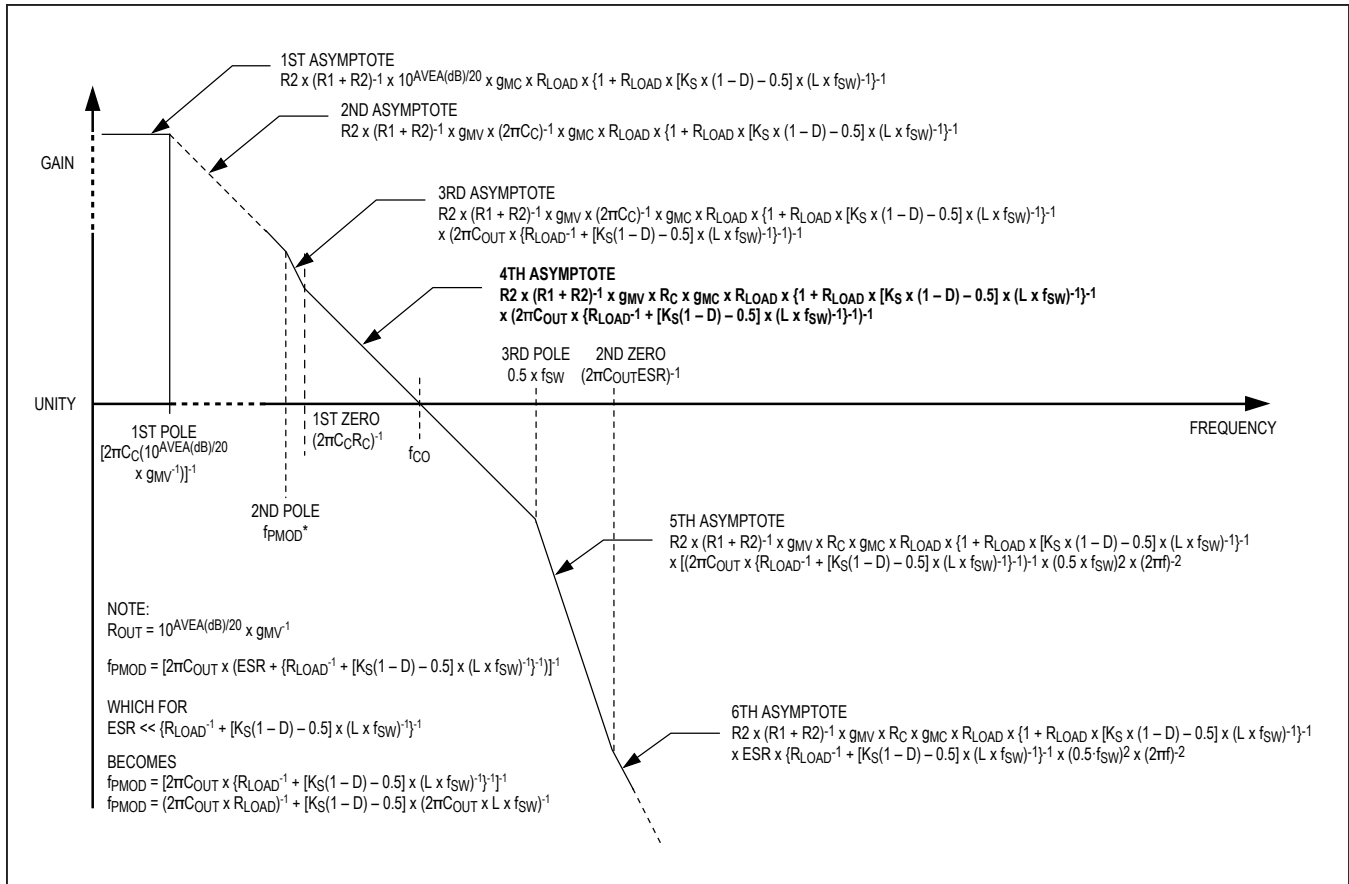 1ST ASYMPTOTE
R2 x (R1 + R2)⁻¹ x 10^AVEA(dB)/20 x gMC x RLOAD x {1 + RLOAD x [KS x (1 – D) – 0.5] x (L x fSW)⁻¹}⁻¹
2ND ASYMPTOTE
R2 x (R1 + R2)⁻¹ x gMV x (2πCC)⁻¹ x gMC x RLOAD x {1 + RLOAD x [KS x (1 – D) – 0.5] x (L x fSW)⁻¹}⁻¹
GAIN
3RD ASYMPTOTE
R2 x (R1 + R2)⁻¹ x gMV x (2πCC)⁻¹ x gMC x RLOAD x {1 + RLOAD x [KS x (1 – D) – 0.5] x (L x fSW)⁻¹}⁻¹
x (2πCOUT x {RLOAD⁻¹ + [KS(1 – D) – 0.5] x (L x fSW)⁻¹}⁻¹)⁻¹
4TH ASYMPTOTE
R2 x (R1 + R2)⁻¹ x gMV x RC x gMC x RLOAD x {1 + RLOAD x [KS x (1 – D) – 0.5] x (L x fSW)⁻¹}⁻¹
x (2πCOUT x {RLOAD⁻¹ + [KS(1 – D) – 0.5] x (L x fSW)⁻¹}⁻¹)⁻¹
3RD POLE
0.5 x fSW
2ND ZERO
(2πCOUTESR)⁻¹
UNITY
FREQUENCY
1ST POLE
[2πCC(10^AVEA(dB)/20
x gMV⁻¹)]⁻¹
1ST ZERO
(2πCCRC)⁻¹
fCO
2ND POLE
fPMOD*
5TH ASYMPTOTE
R2 x (R1 + R2)⁻¹ x gMV x RC x gMC x RLOAD x {1 + RLOAD x [KS x (1 – D) – 0.5] x (L x fSW)⁻¹}⁻¹
x [(2πCOUT x {RLOAD⁻¹ + [KS(1 – D) – 0.5] x (L x fSW)⁻¹}⁻¹)⁻¹ x (0.5 x fSW)² x (2πf)⁻²
NOTE:
ROUT = 10^AVEA(dB)/20 x gMV⁻¹
fPMOD = [2πCOUT x (ESR + {RLOAD⁻¹ + [KS(1 – D) – 0.5] x (L x fSW)⁻¹}⁻¹)]⁻¹
WHICH FOR
ESR << {RLOAD⁻¹ + [KS(1 – D) – 0.5] x (L x fSW)⁻¹}⁻¹
BECOMES
fPMOD = [2πCOUT x {RLOAD⁻¹ + [KS(1 – D) – 0.5] x (L x fSW)⁻¹}⁻¹]⁻¹
fPMOD = (2πCOUT x RLOAD)⁻¹ + [KS(1 – D) – 0.5] x (2πCOUT x L x fSW)⁻¹
6TH ASYMPTOTE
R2 x (R1 + R2)⁻¹ x gMV x RC x gMC x RLOAD x {1 + RLOAD x [KS x (1 – D) – 0.5] x (L x fSW)⁻¹}⁻¹
x ESR x {RLOAD⁻¹ + [KS(1 – D) – 0.5] x (L x fSW)⁻¹}⁻¹ x (0.5·fSW)² x (2πf)⁻²